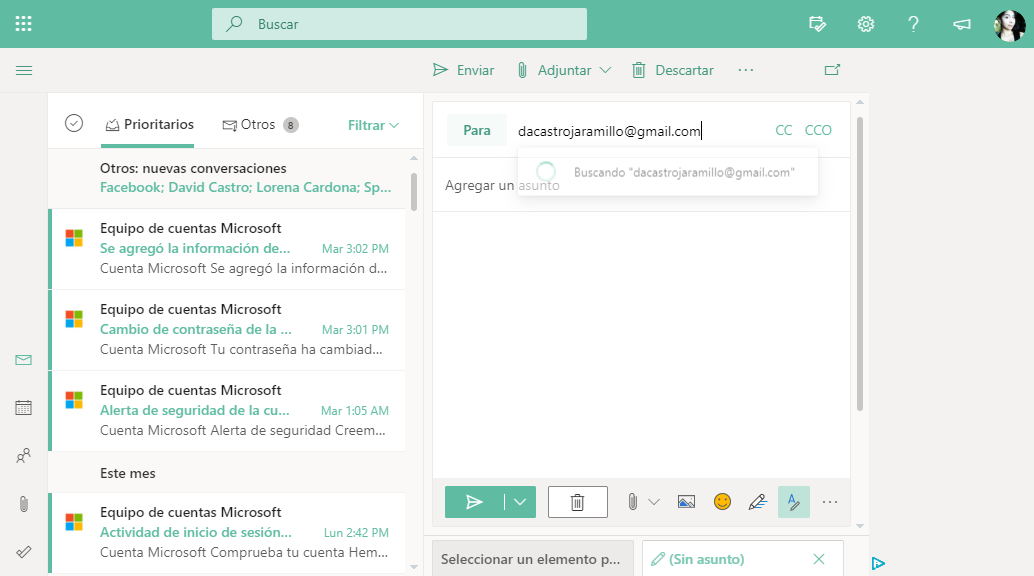 Buscar
Enviar
Adjuntar
Descartar
Prioritarios
Otros 8
Filtrar
Otros: nuevas conversaciones
Facebook; David Castro; Lorena Cardona; Sp...
Equipo de cuentas Microsoft
Se agregó la información de... Mar 3:02 PM
Cuenta Microsoft Se agregó la información d...
Equipo de cuentas Microsoft
Cambio de contraseña de la ... Mar 3:01 PM
Cuenta Microsoft Tu contraseña ha cambiad...
Equipo de cuentas Microsoft
Alerta de seguridad de la cu... Mar 1:05 AM
Cuenta Microsoft Alerta de seguridad Creem...
Este mes
Equipo de cuentas Microsoft
Actividad de inicio de sesión... Lun 2:42 PM
Cuenta Microsoft Comprueba tu cuenta Hem...
Para dacastrojaramillo@gmail.com CC CCO
Buscando "dacastrojaramillo@gmail.com"
Agregar un asunto
Seleccionar un elemento p...
(Sin asunto)